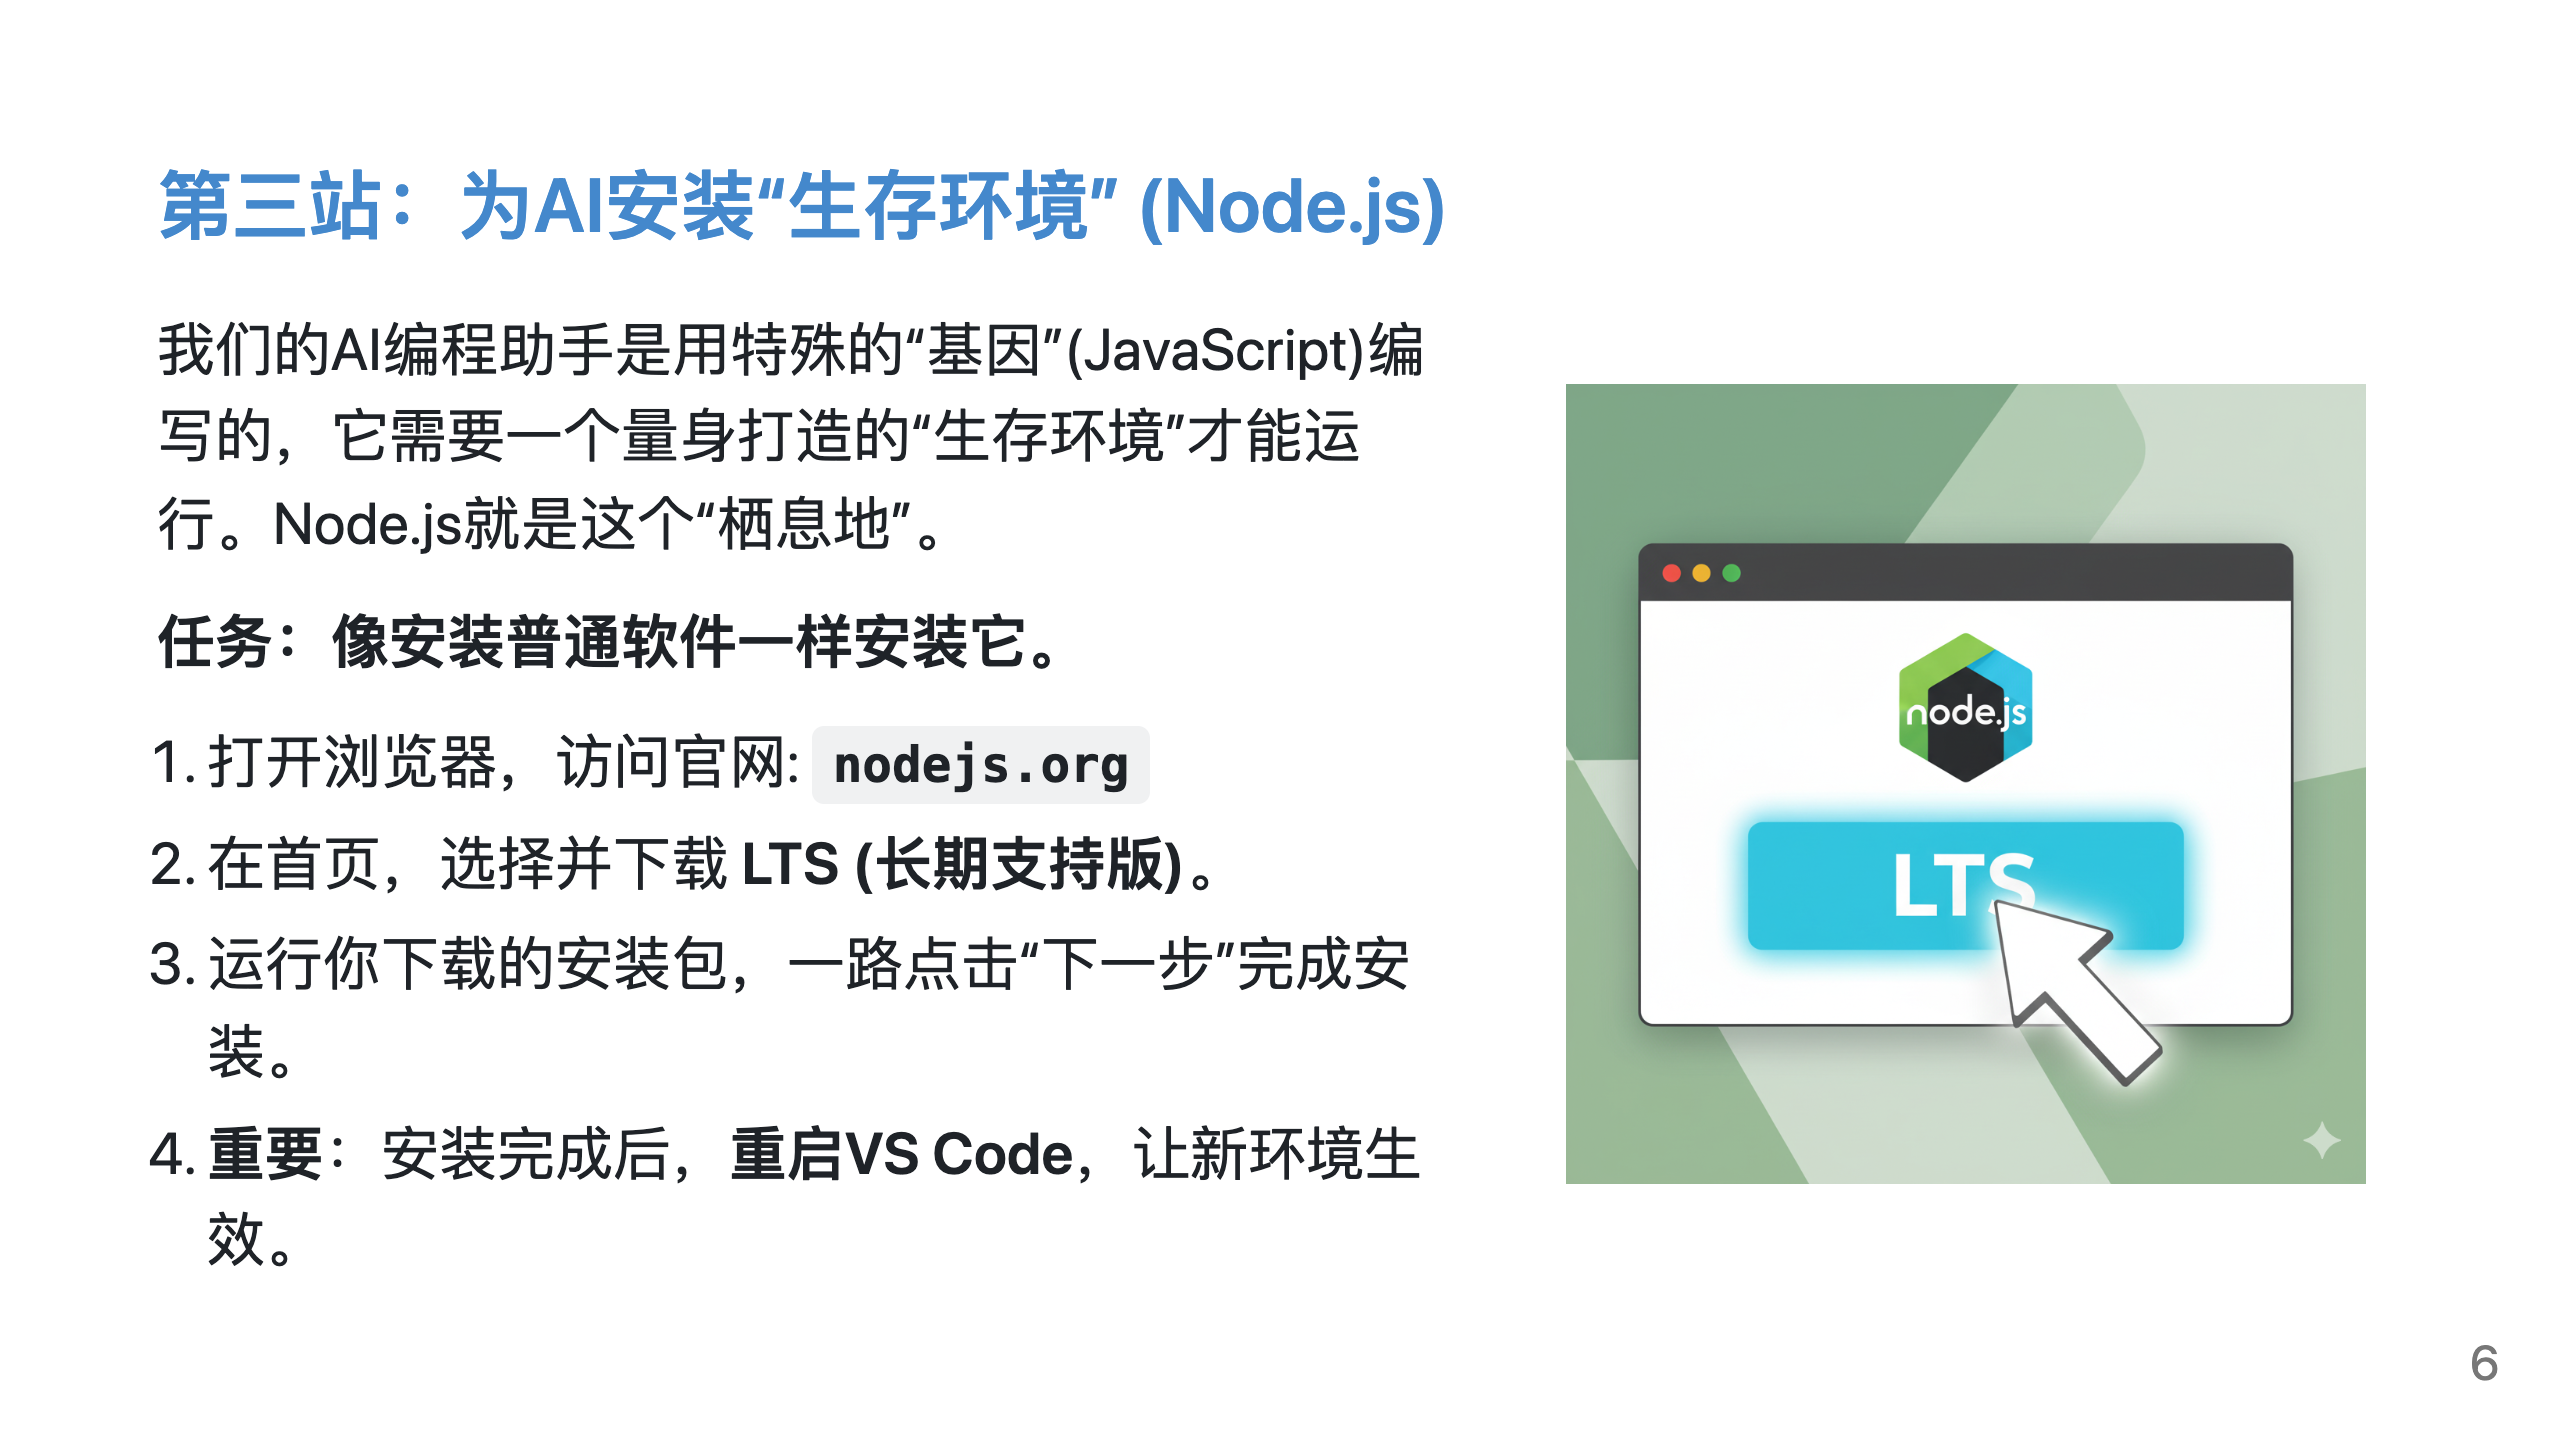 第三站：为AI安装“生存环境” (Node.js)
我们的AI编程助手是用特殊的“基因”(JavaScript)编
写的，它需要一个量身打造的“生存环境”才能运
行。Node.js就是这个“栖息地”。
任务：像安装普通软件一样安装它。
1. 打开浏览器，访问官网: nodejs.org
2. 在首页，选择并下载 LTS (长期支持版)。
3. 运行你下载的安装包，一路点击“下一步”完成安
装。
4. 重要：安装完成后，重启VS Code，让新环境生
效。
node.js
LTS
6